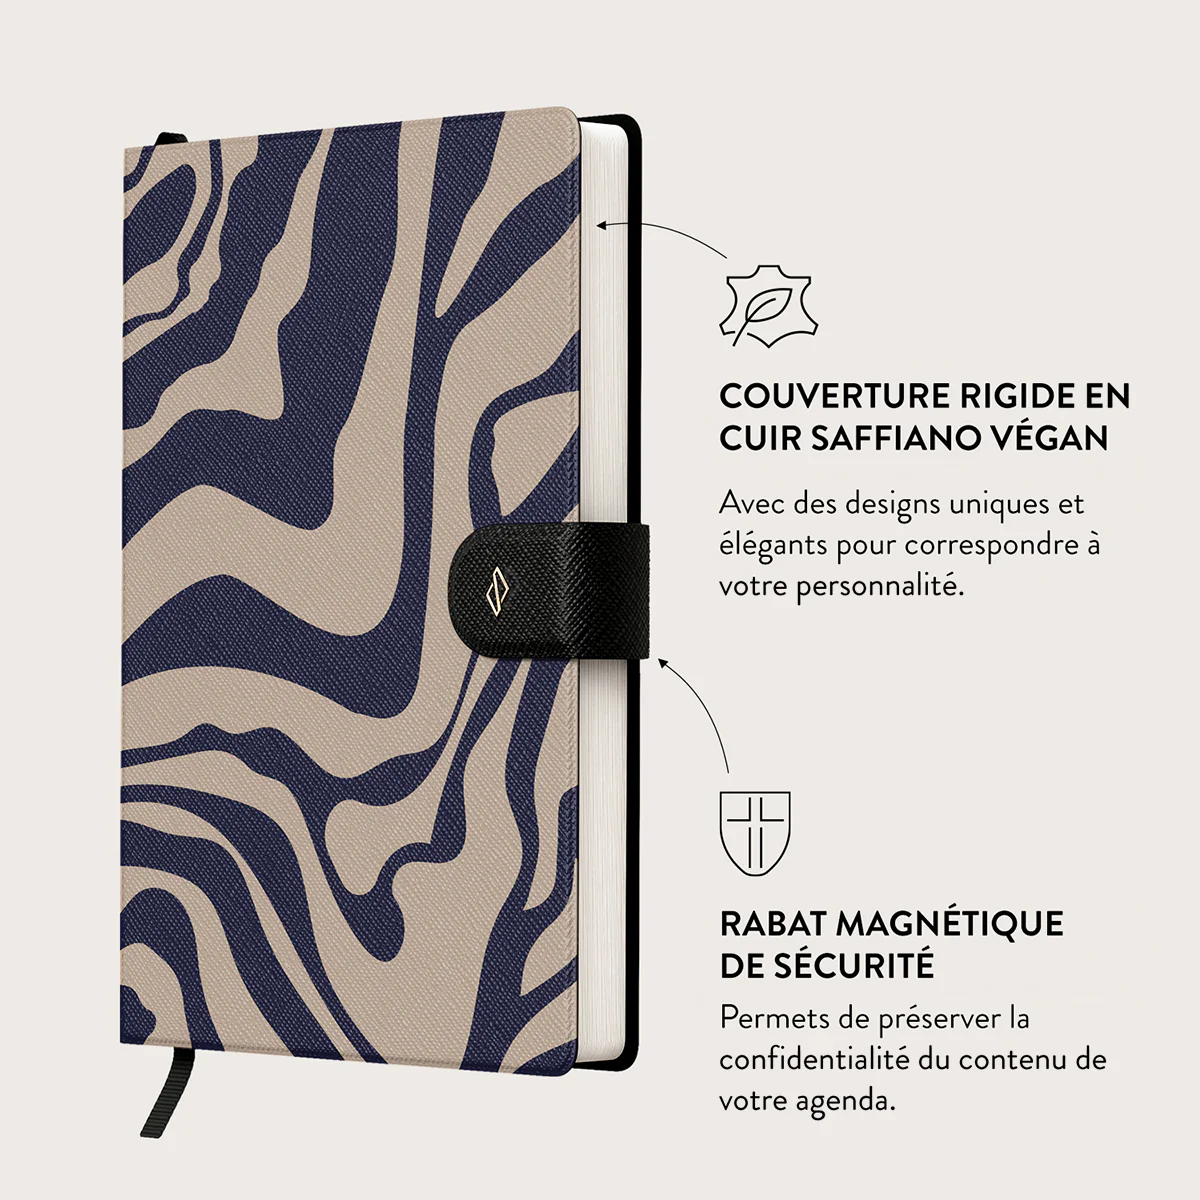 COUVERTURE RIGIDE EN
CUIR SAFFIANO VÉGAN
Avec des designs uniques et
élégants pour correspondre à
votre personnalité.
RABAT MAGNÉTIQUE
DE SÉCURITÉ
Permets de préserver la
confidentialité du contenu de
votre agenda.